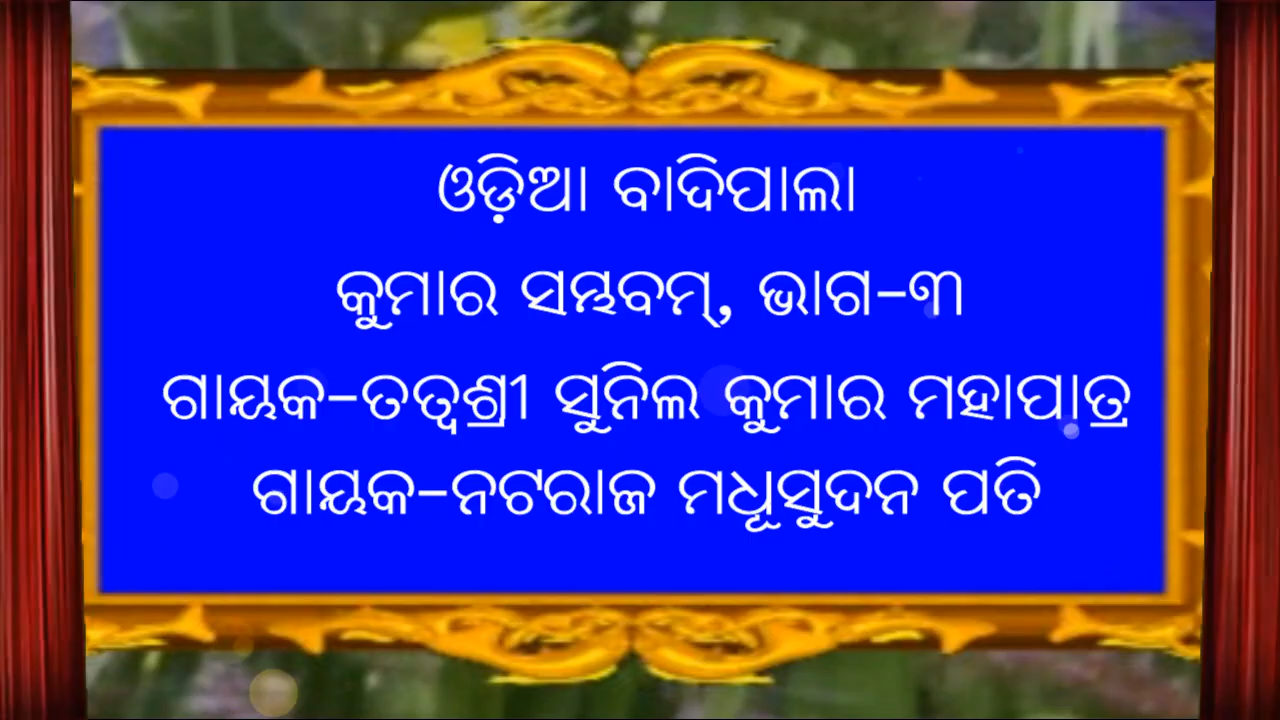 ଓଡ଼ିଆ ବାଦିପାଲା
କୁମାର ସମ୍ଭବମ୍, ଭାଗ-୩
ଗାୟକ-ତତ୍ୱଶ୍ରୀ ସୁନିଲ କୁମାର ମହାପାତ୍ର
ଗାୟକ-ନଟରାଜ ମଧୂସୁଦନ ପତି